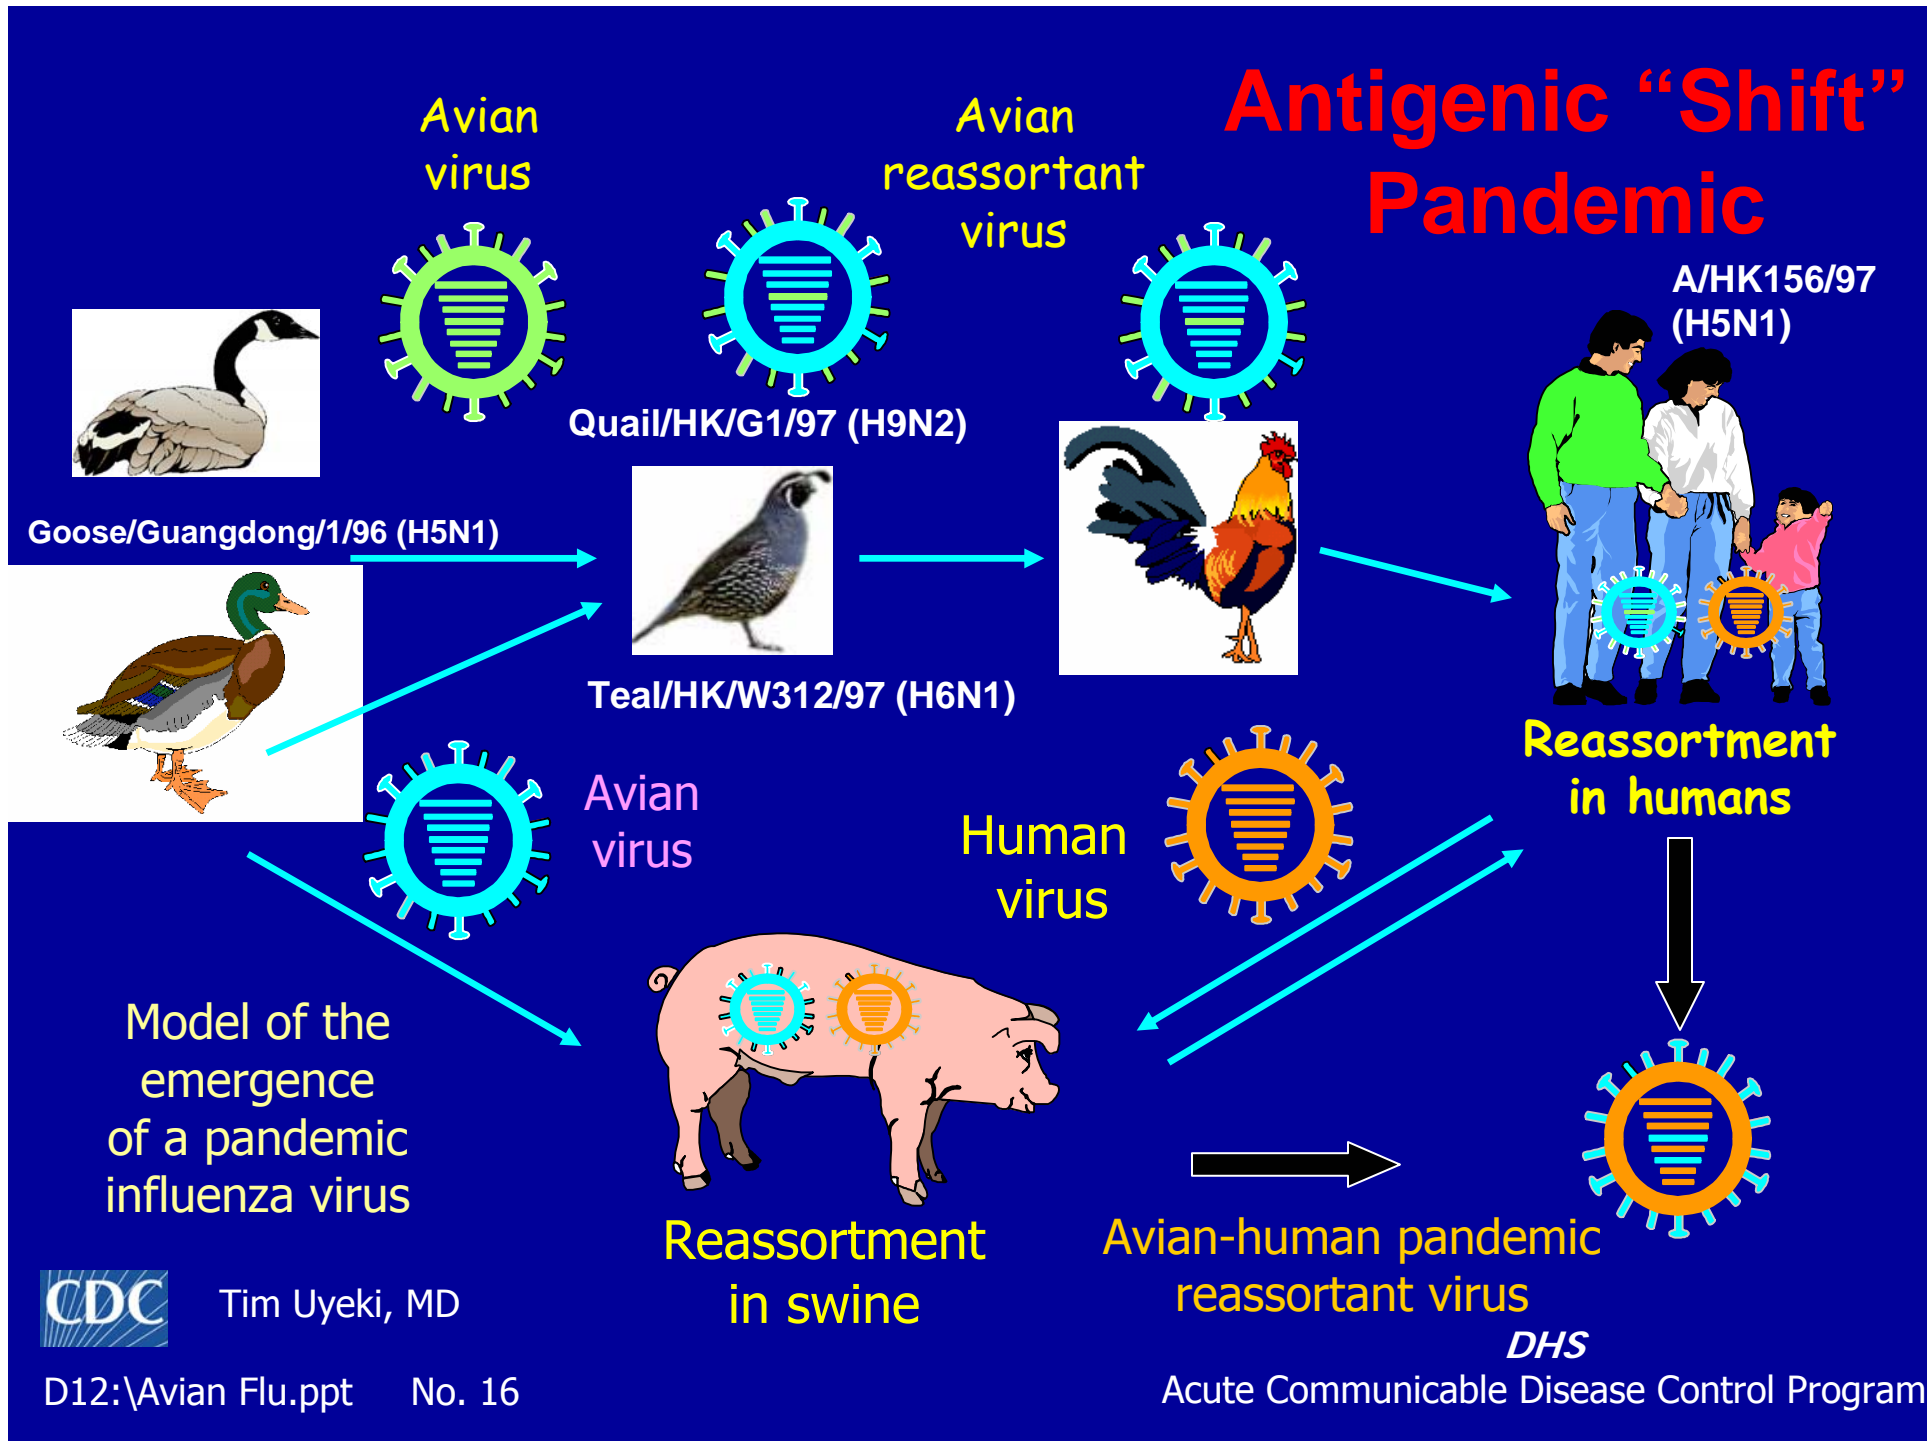 Antigenic “Shift”
Pandemic
Avian
virus
Avian
reassortant
virus
A/HK156/97
(H5N1)
Quail/HK/G1/97 (H9N2)
Goose/Guangdong/1/96 (H5N1)
Teal/HK/W312/97 (H6N1)
Reassortment
in humans
Avian
virus
Human
virus
Model of the
emergence
of a pandemic
influenza virus
Reassortment
in swine
Avian-human pandemic
reassortant virus
CDC
Tim Uyeki, MD
DHS
D12:\Avian Flu.ppt No. 16
Acute Communicable Disease Control Program